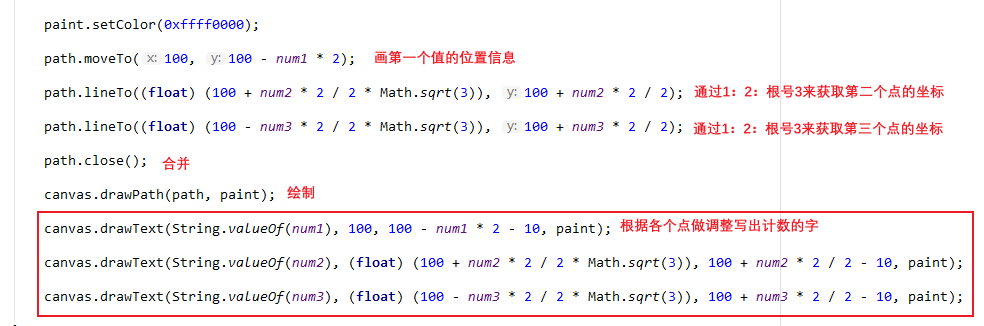 paint.setColor(0xffff0000);
path.moveTo( x: 100, y: 100 - num1 * 2); 画第一个值的位置信息
path.lineTo((float) (100 + num2 * 2 / 2 * Math.sqrt(3)), y: 100 + num2 * 2 / 2); 通过1：2：根号3来获取第二个点的坐标
path.lineTo((float) (100 - num3 * 2 / 2 * Math.sqrt(3)), y: 100 + num3 * 2 / 2); 通过1：2：根号3来获取第三个点的坐标
path.close(); 合并
canvas.drawPath(path, paint); 绘制
canvas.drawText(String.valueOf(num1), 100, 100 - num1 * 2 - 10, paint); 根据各个点做调整写出计数的字
canvas.drawText(String.valueOf(num2), (float) (100 + num2 * 2 / 2 * Math.sqrt(3)), 100 + num2 * 2 / 2 - 10, paint);
canvas.drawText(String.valueOf(num3), (float) (100 - num3 * 2 / 2 * Math.sqrt(3)), 100 + num3 * 2 / 2 - 10, paint);